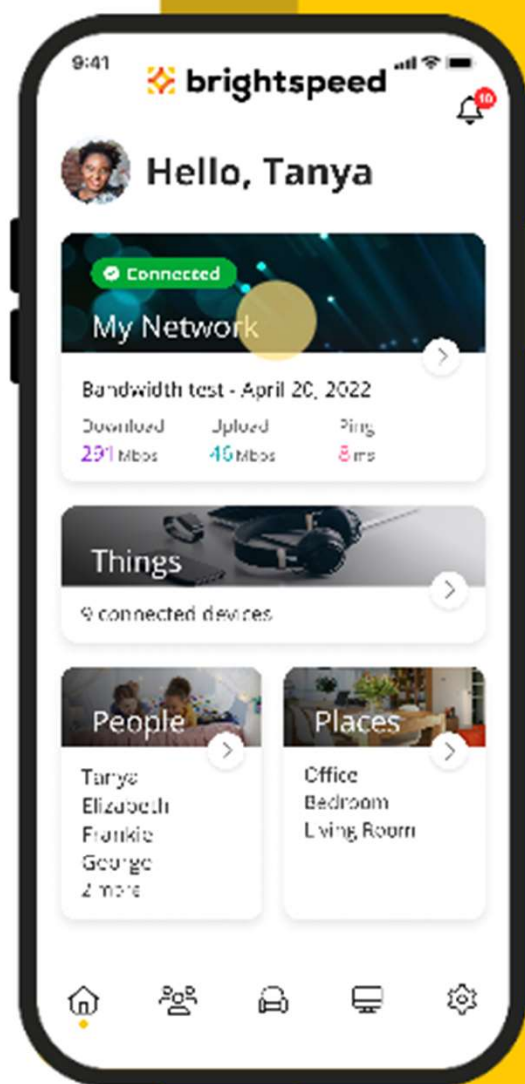 9:41
brightspeed
10
Hello, Tanya
Connected
My Network
Bandwidth test - April 20, 2022
Download Upload Ping
291 Mbps 46 Mbps 8 ms
Things
9 connected devices
People
Tanya
Elizabeth
Frankie
George
2 more
Places
Office
Bedroom
Living Room